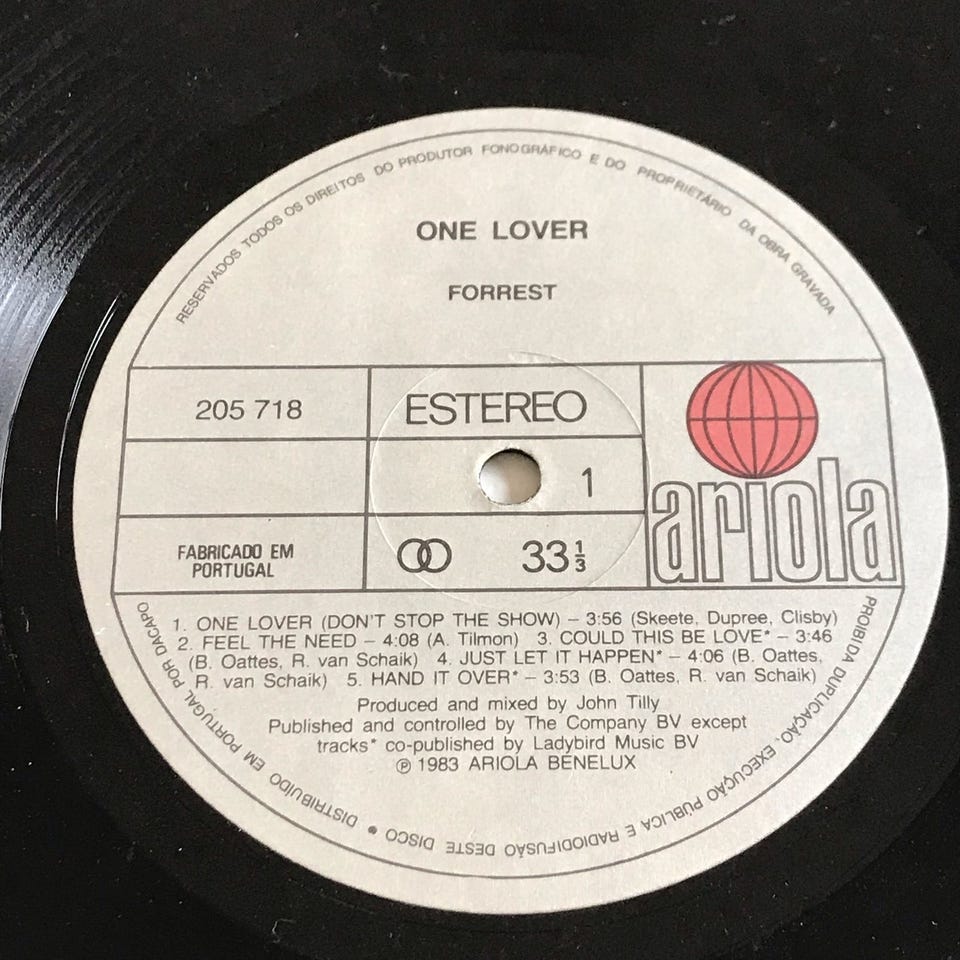 RESERVADOS TODOS OS DIREITOS DO PRODUTOR FONOGRÁFICO E DO PROPRIETÁRIO DA OBRA GRAVADA
ONE LOVER
FORREST
205 718
ESTEREO
1
FABRICADO EM
PORTUGAL
33 1/3
ariola
1. ONE LOVER (DON'T STOP THE SHOW) – 3:56 (Skeete, Dupree, Clisby)
2. FEEL THE NEED – 4:08 (A. Tilmon) 3. COULD THIS BE LOVE* – 3:46
(B. Oattes, R. van Schaik) 4. JUST LET IT HAPPEN* – 4:06 (B. Oattes,
R. van Schaik) 5. HAND IT OVER* – 3:53 (B. Oattes, R. van Schaik)
Produced and mixed by John Tilly
Published and controlled by The Company BV except
tracks* co-published by Ladybird Music BV
℗ 1983 ARIOLA BENELUX
PROIBIDA DUPLICAÇÃO, EXECUÇÃO PÚBLICA E RADIODIFUSÃO DESTE DISCO • DISTRIBUÍDO EM PORTUGAL POR DACAPO